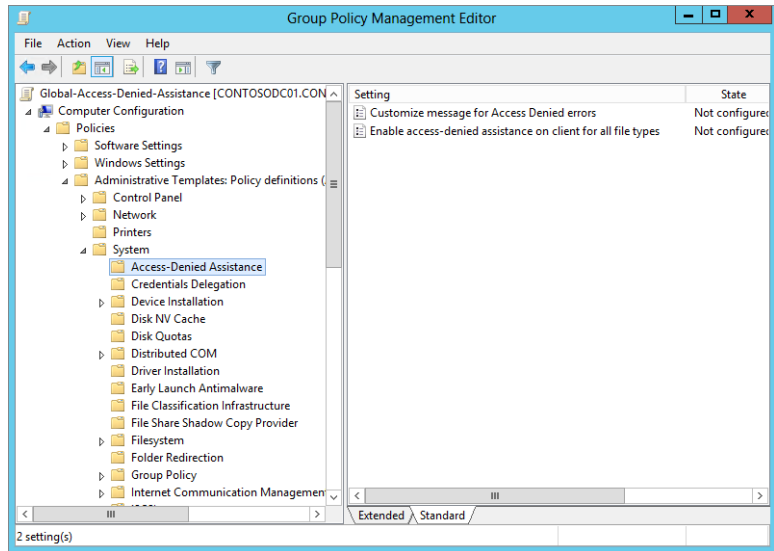 Group Policy Management Editor
File Action View Help
Global-Access-Denied-Assistance [CONTOSODC01.CON
Computer Configuration
Policies
Software Settings
Windows Settings
Administrative Templates: Policy definitions (
Control Panel
Network
Printers
System
Access-Denied Assistance
Credentials Delegation
Device Installation
Disk NV Cache
Disk Quotas
Distributed COM
Driver Installation
Early Launch Antimalware
File Classification Infrastructure
File Share Shadow Copy Provider
Filesystem
Folder Redirection
Group Policy
Internet Communication Managemen
Setting State
Customize message for Access Denied errors Not configured
Enable access-denied assistance on client for all file types Not configured
Extended Standard
2 setting(s)